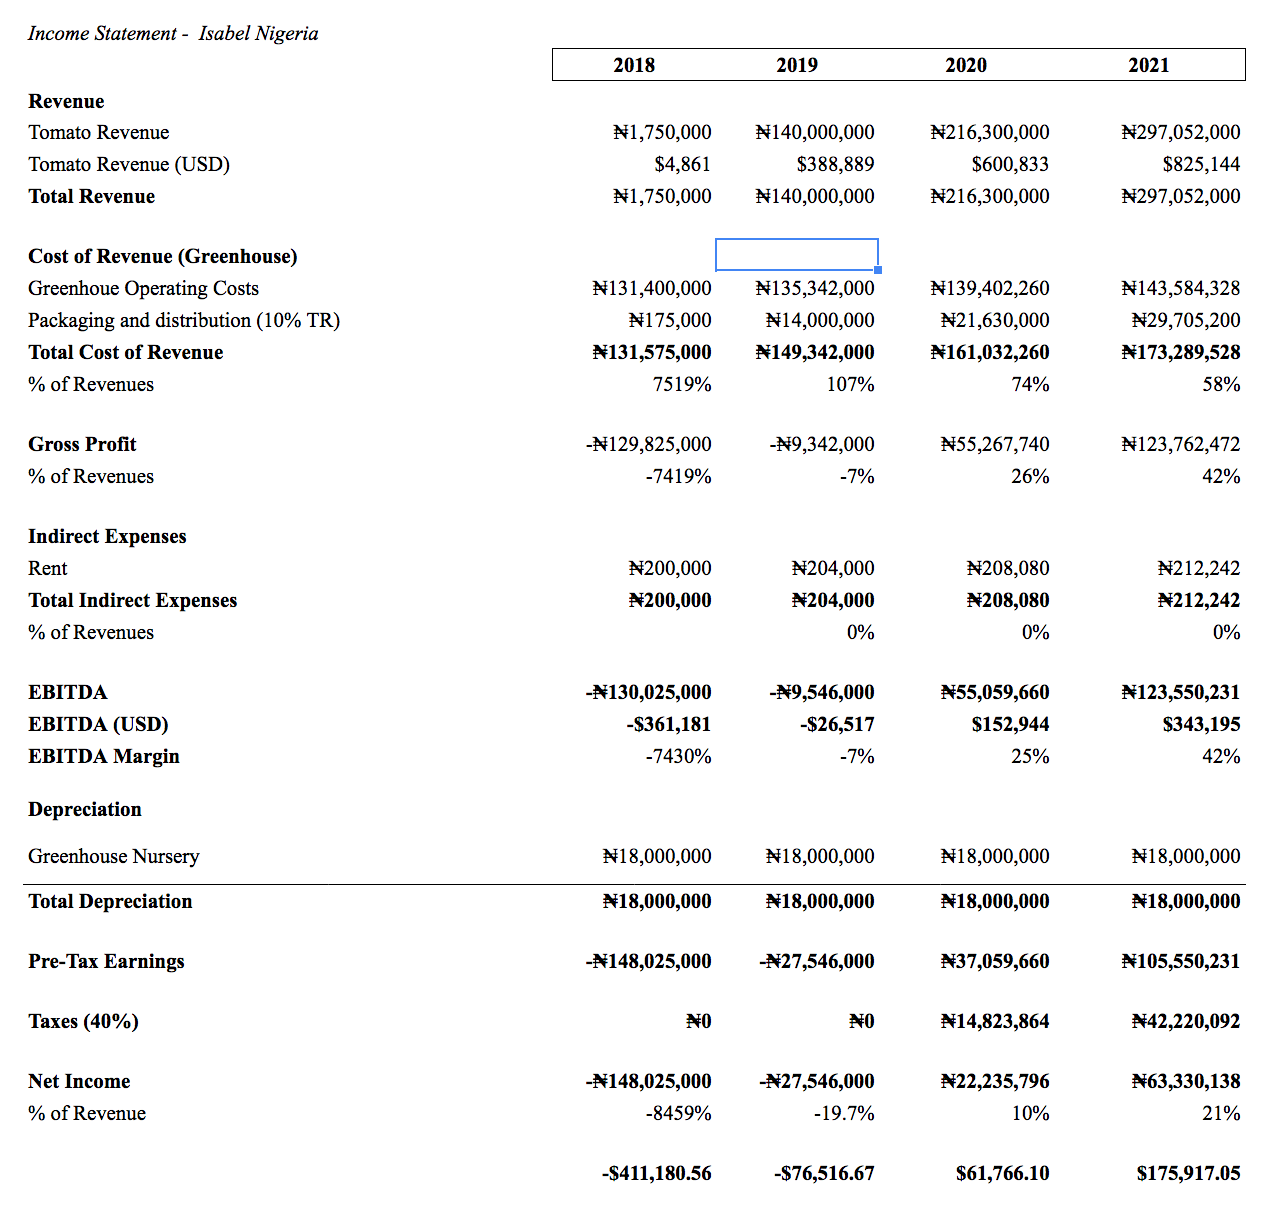 Income Statement - Isabel Nigeria
2018 2019 2020 2021
Revenue
Tomato Revenue ₦1,750,000 ₦140,000,000 ₦216,300,000 ₦297,052,000
Tomato Revenue (USD) $4,861 $388,889 $600,833 $825,144
Total Revenue ₦1,750,000 ₦140,000,000 ₦216,300,000 ₦297,052,000
Cost of Revenue (Greenhouse)
Greenhoue Operating Costs ₦131,400,000 ₦135,342,000 ₦139,402,260 ₦143,584,328
Packaging and distribution (10% TR) ₦175,000 ₦14,000,000 ₦21,630,000 ₦29,705,200
Total Cost of Revenue ₦131,575,000 ₦149,342,000 ₦161,032,260 ₦173,289,528
% of Revenues 7519% 107% 74% 58%
Gross Profit -₦129,825,000 -₦9,342,000 ₦55,267,740 ₦123,762,472
% of Revenues -7419% -7% 26% 42%
Indirect Expenses
Rent ₦200,000 ₦204,000 ₦208,080 ₦212,242
Total Indirect Expenses ₦200,000 ₦204,000 ₦208,080 ₦212,242
% of Revenues 0% 0% 0%
EBITDA -₦130,025,000 -₦9,546,000 ₦55,059,660 ₦123,550,231
EBITDA (USD) -$361,181 -$26,517 $152,944 $343,195
EBITDA Margin -7430% -7% 25% 42%
Depreciation
Greenhouse Nursery ₦18,000,000 ₦18,000,000 ₦18,000,000 ₦18,000,000
Total Depreciation ₦18,000,000 ₦18,000,000 ₦18,000,000 ₦18,000,000
Pre-Tax Earnings -₦148,025,000 -₦27,546,000 ₦37,059,660 ₦105,550,231
Taxes (40%) ₦0 ₦0 ₦14,823,864 ₦42,220,092
Net Income -₦148,025,000 -₦27,546,000 ₦22,235,796 ₦63,330,138
% of Revenue -8459% -19.7% 10% 21%
-$411,180.56 -$76,516.67 $61,766.10 $175,917.05